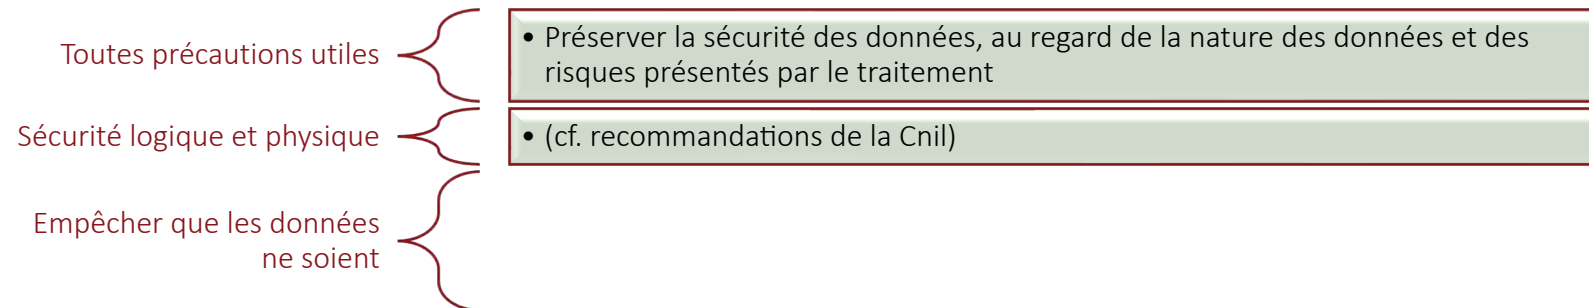 Toutes précautions utiles
• Préserver la sécurité des données, au regard de la nature des données et des
risques présentés par le traitement
Sécurité logique et physique
• (cf. recommandations de la Cnil)
Empêcher que les données
ne soient